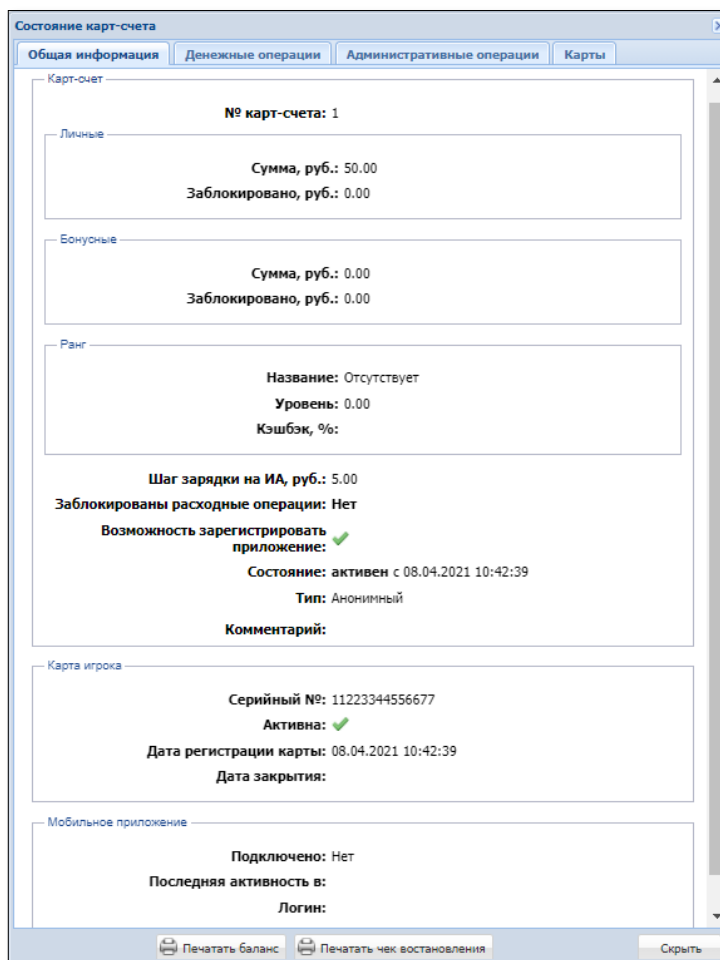 Состояние карт-счета
Общая информация Денежные операции Административные операции Карты
Карт-счет
№ карт-счета: 1
Личные
Сумма, руб.: 50.00
Заблокировано, руб.: 0.00
Бонусные
Сумма, руб.: 0.00
Заблокировано, руб.: 0.00
Ранг
Название: Отсутствует
Уровень: 0.00
Кэшбэк, %:
Шаг зарядки на ИА, руб.: 5.00
Заблокированы расходные операции: Нет
Возможность зарегистрировать
приложение:
Состояние: активен с 08.04.2021 10:42:39
Тип: Анонимный
Комментарий:
Карта игрока
Серийный №: 11223344556677
Активна:
Дата регистрации карты: 08.04.2021 10:42:39
Дата закрытия:
Мобильное приложение
Подключено: Нет
Последняя активность в:
Логин:
Печатать баланс Печатать чек востановления Скрыть